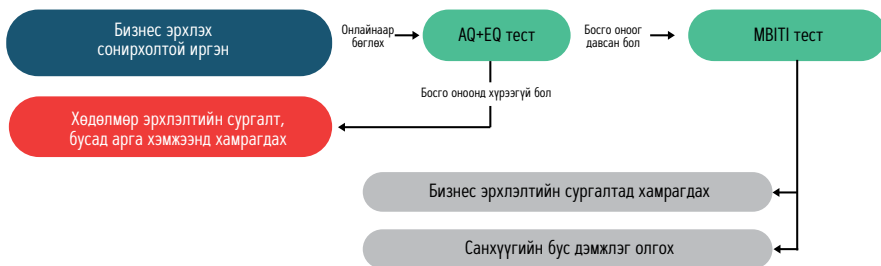 Бизнес эрхлэх
сонирхолтой иргэн
Онлайнаар
бөглөх
AQ+EQ тест
Босго оноог
давсан бол
MBITI тест
Босго оноонд хүрээгүй бол
Хөдөлмөр эрхлэлтийн сургалт,
бусад арга хэмжээнд хамрагдах
Бизнес эрхлэлтийн сургалтад хамрагдах
Санхүүгийн бус дэмжлэг олгох